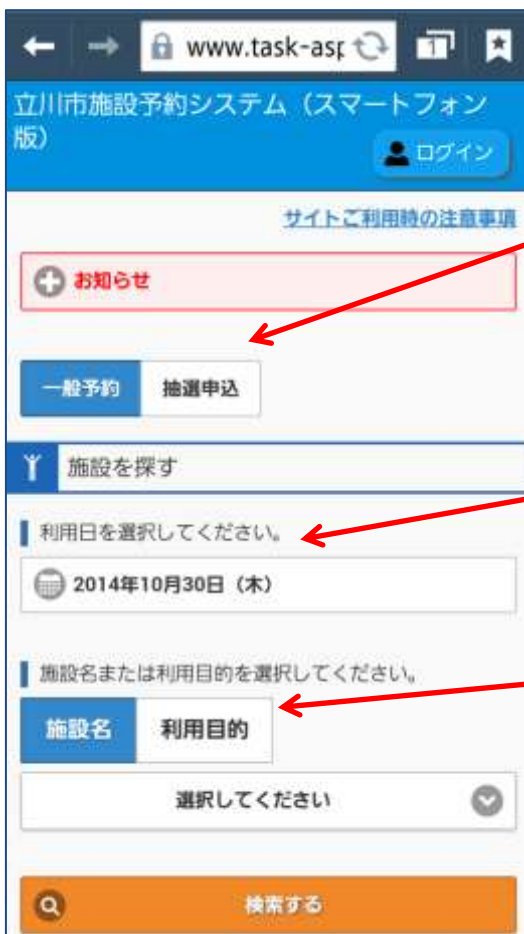 www.task-asp
1
立川市施設予約システム（スマートフォン
版）
ログイン
サイトご利用時の注意事項
お知らせ
一般予約 抽選申込
施設を探す
利用日を選択してください。
2014年10月30日（木）
施設名または利用目的を選択してください。
施設名 利用目的
選択してください
検索する